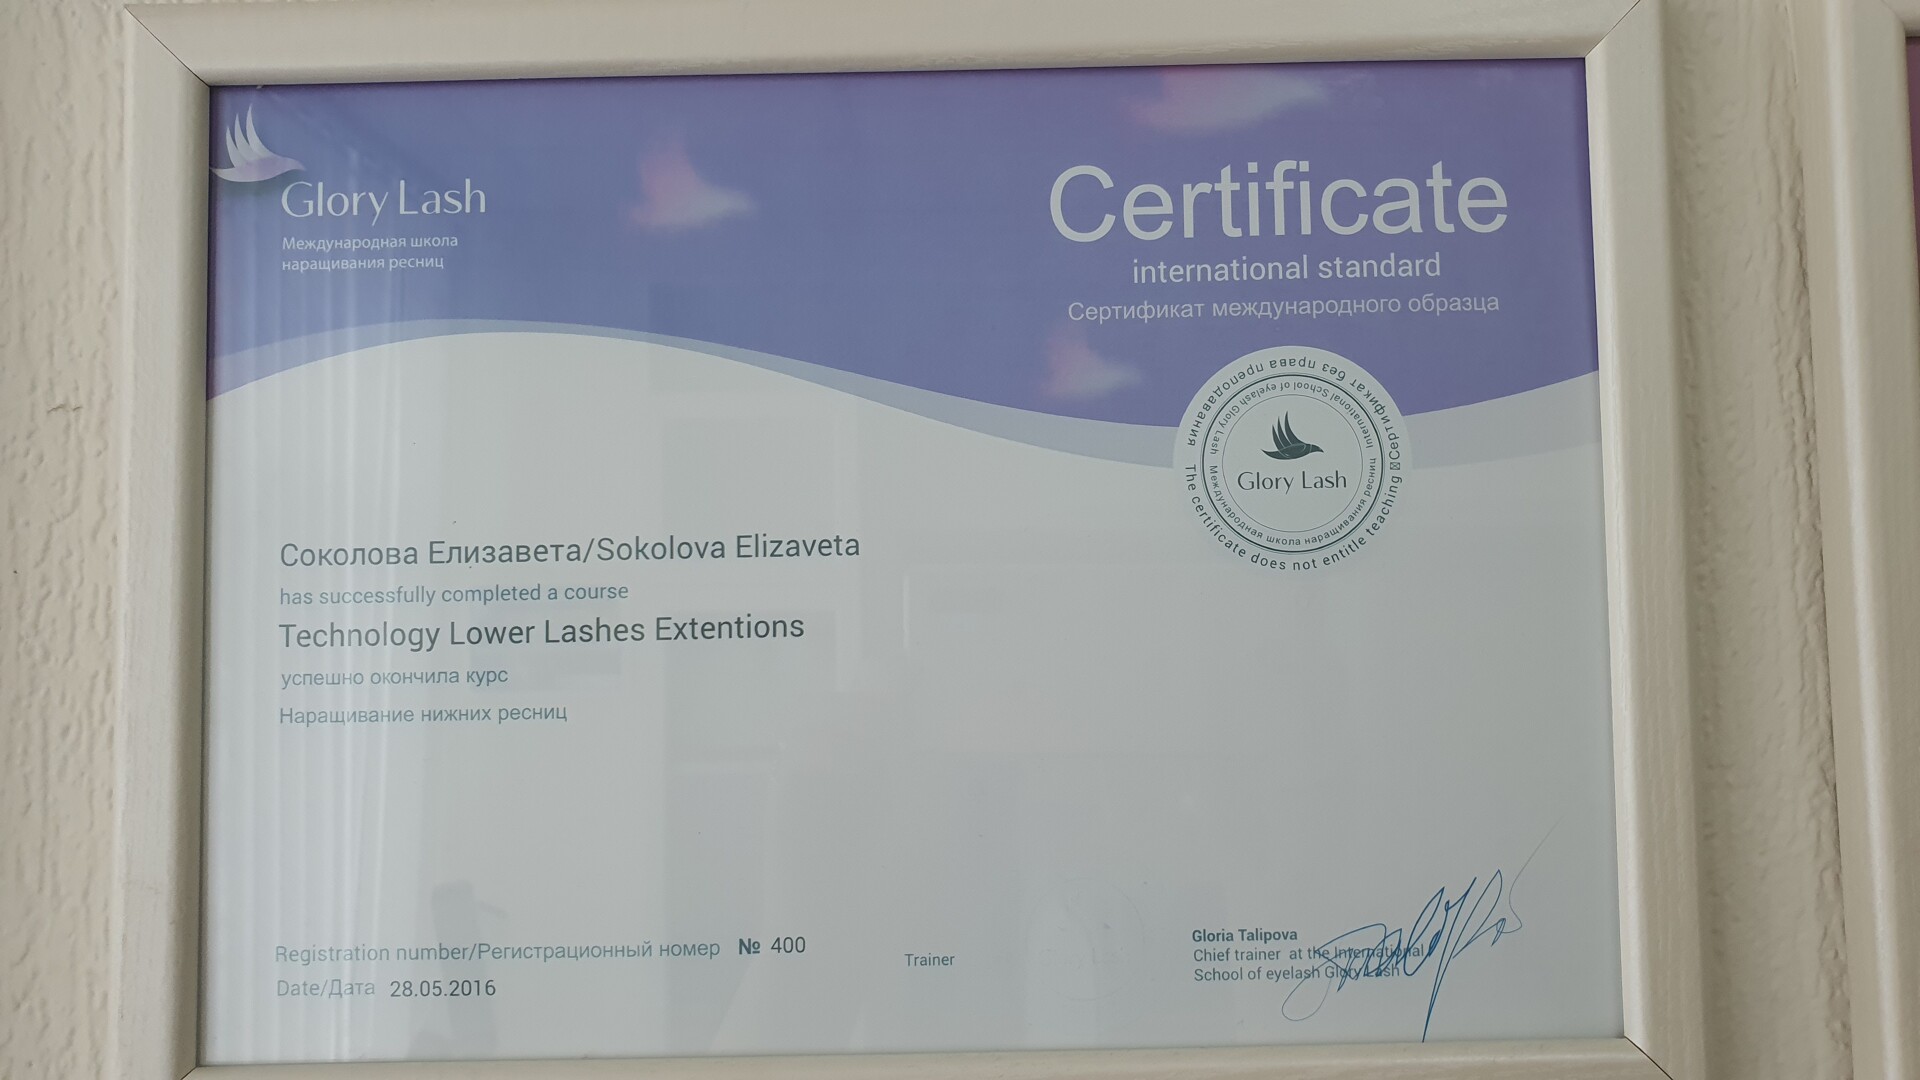 Glory Lash
Международная школа
наращивания ресниц
Certificate
international standard
Сертификат международного образца
Сертификат без права преподавания
The certificate does not entitle teaching
International School of eyelash Glory Lash
Международная школа наращивания ресниц
Glory Lash
Соколова Елизавета/Sokolova Elizaveta
has successfully completed a course
Technology Lower Lashes Extentions
успешно окончила курс
Наращивание нижних ресниц
Registration number/Регистрационный номер № 400
Date/Дата 28.05.2016
Trainer
Gloria Talipova
Chief trainer at the International
School of eyelash Glory Lash